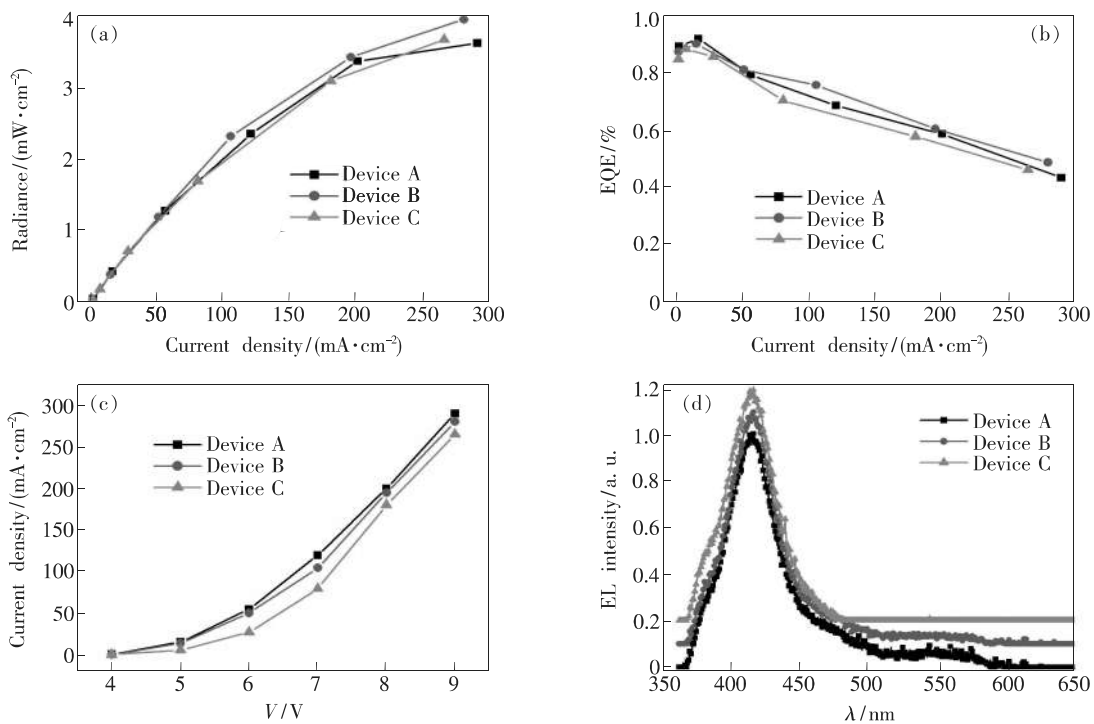 (a)
4
3
2
1
0
Radiance/(mW·cm⁻²)
Device A
Device B
Device C
0 50 100 150 200 250 300
Current density/(mA·cm⁻²)
(b)
1.0
0.8
0.6
0.4
0.2
0
EQE/%
Device A
Device B
Device C
0 50 100 150 200 250 300
Current density/(mA·cm⁻²)
(c)
300
250
200
150
100
50
0
Current density/(mA·cm⁻²)
Device A
Device B
Device C
4 5 6 7 8 9
V/V
(d)
1.2
1.0
0.8
0.6
0.4
0.2
0
EL intensity/a. u.
Device A
Device B
Device C
350 400 450 500 550 600 650
λ/nm